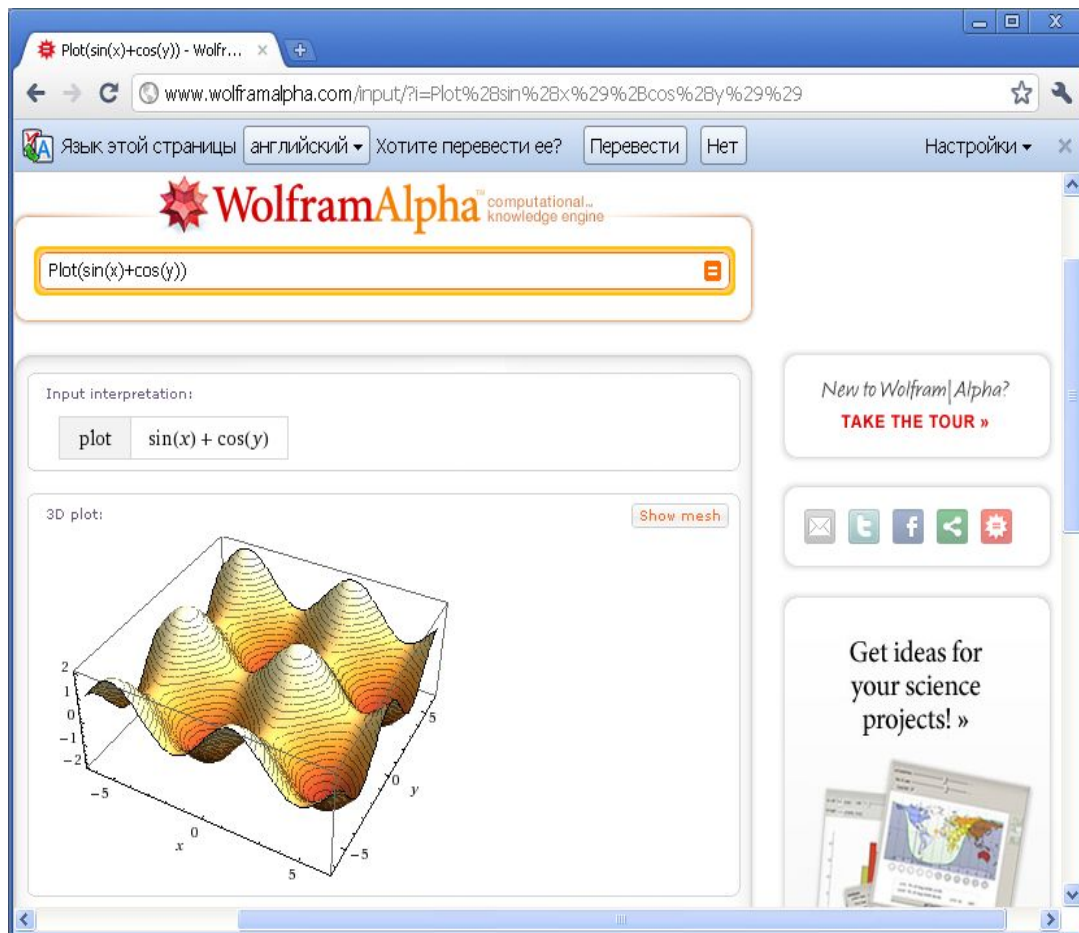 Plot(sin(x)+cos(y)) - Wolfr...
www.wolframalpha.com/input/?i=Plot%28sin%28x%29%2Bcos%28y%29%29
Язык этой страницы английский Хотите перевести ее? Перевести Нет Настройки
WolframAlpha™ computational... knowledge engine
Plot(sin(x)+cos(y))
Input interpretation:
plot sin(x) + cos(y)
New to Wolfram|Alpha?
TAKE THE TOUR »
3D plot:
Show mesh
2
1
0
-1
-2
-5
0
5
x
5
0
-5
y
Get ideas for
your science
projects! »